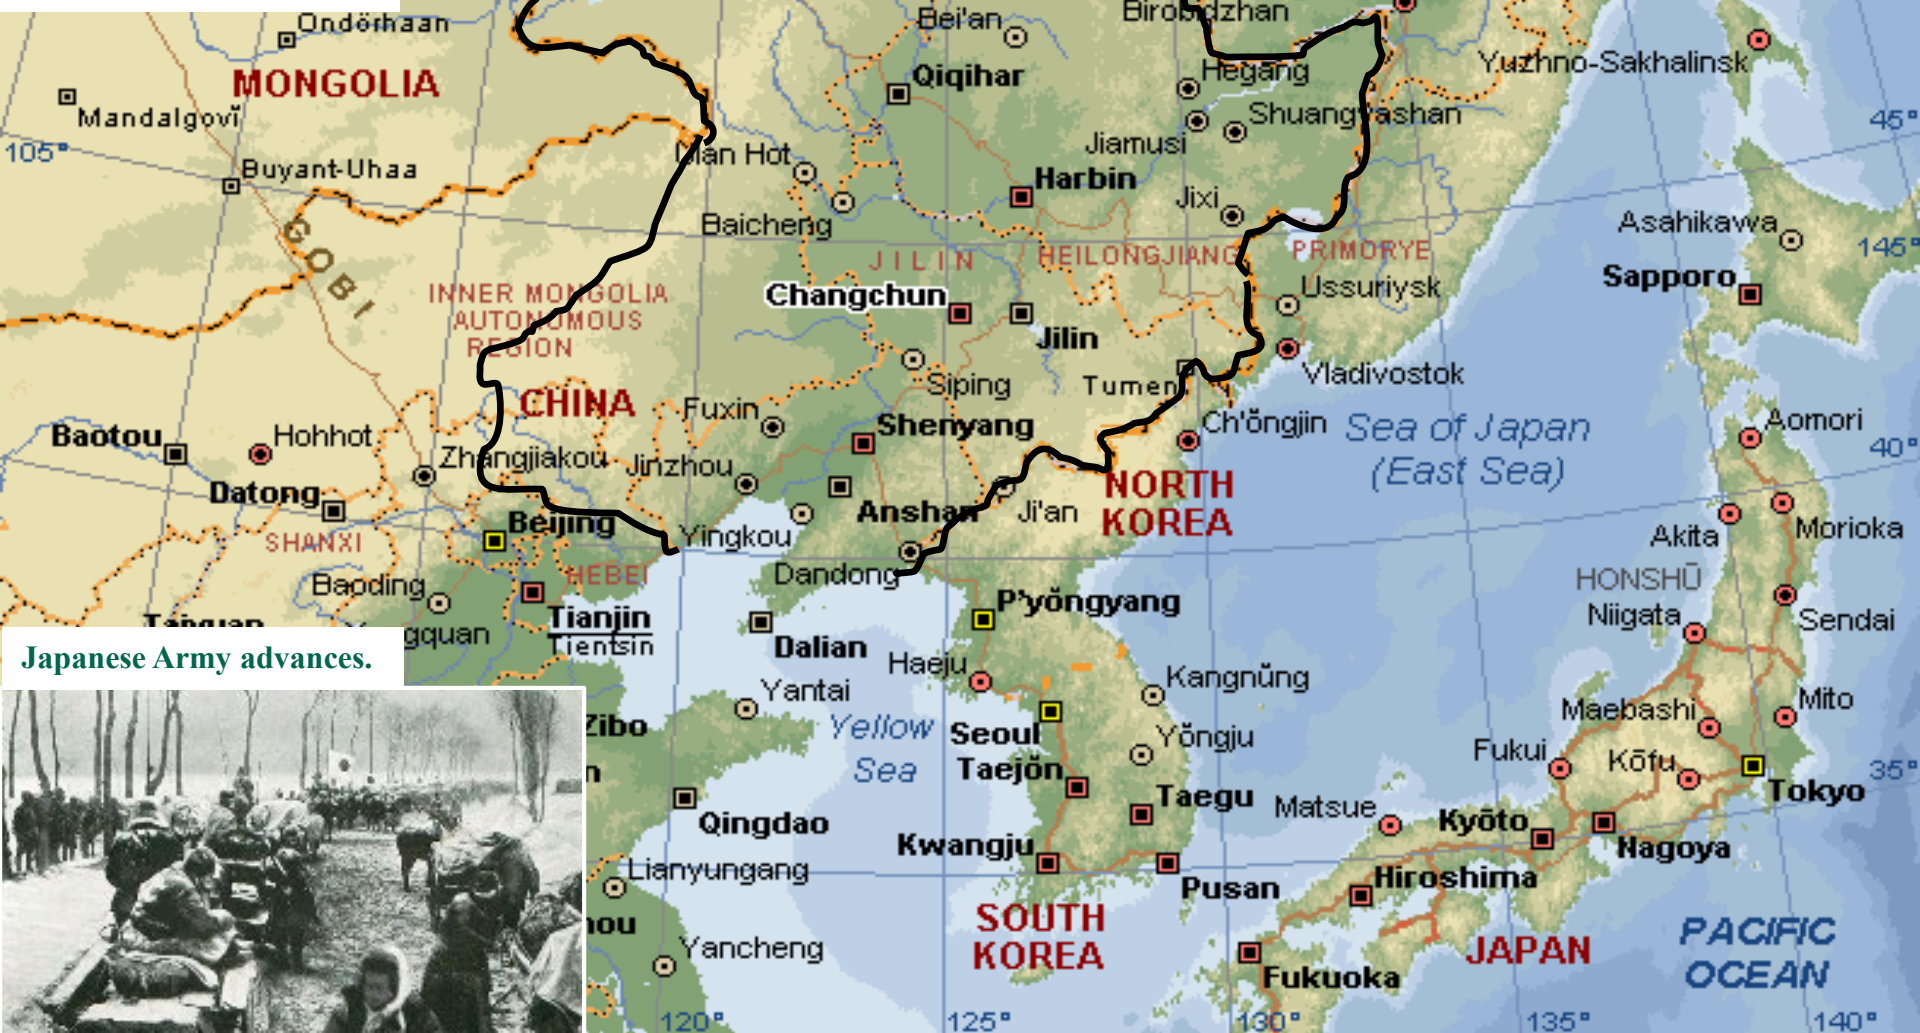 Ondörhaan
Bei'an
Birobidzhan
MONGOLIA
Qiqihar
Hegang
Yuzhno-Sakhalinsk
Mandalgovĭ
Shuangyashan
45°
105°
Jiamusi
Buyant-Uhaa
Harbin
Jixi
Baicheng
Asahikawa
GOBI
JILIN
HEILONGJIANG
PRIMORYE
145°
Sapporo
INNER MONGOLIA
AUTONOMOUS
REGION
Changchun
Ussuriysk
Jilin
Vladivostok
Siping
Tumen
CHINA
Fuxin
Shenyang
Ch'ŏngjin
Sea of Japan
(East Sea)
Aomori
40°
Baotou
Hohhot
Zhangjiakou
Jinzhou
Datong
Anshan
Ji'an
NORTH
KOREA
Beijing
Yingkou
SHANXI
Akita
Morioka
HEBEI
Dandong
HONSHŪ
Baoding
P'yŏngyang
Niigata
Sendai
Tianjin
Tientsin
Dalian
Japanese Army advances.
Haeju
Kangnŭng
Yantai
Mito
Maebashi
Yellow
Sea
Seoul
Yŏngju
Zibo
Fukui
Kōfu
35°
Taejŏn
Taegu
Tokyo
Matsue
Kyōto
Qingdao
Kwangju
Nagoya
Lianyungang
Pusan
Hiroshima
SOUTH
KOREA
JAPAN
PACIFIC
OCEAN
Yancheng
Fukuoka
120°
125°
130°
135°
140°